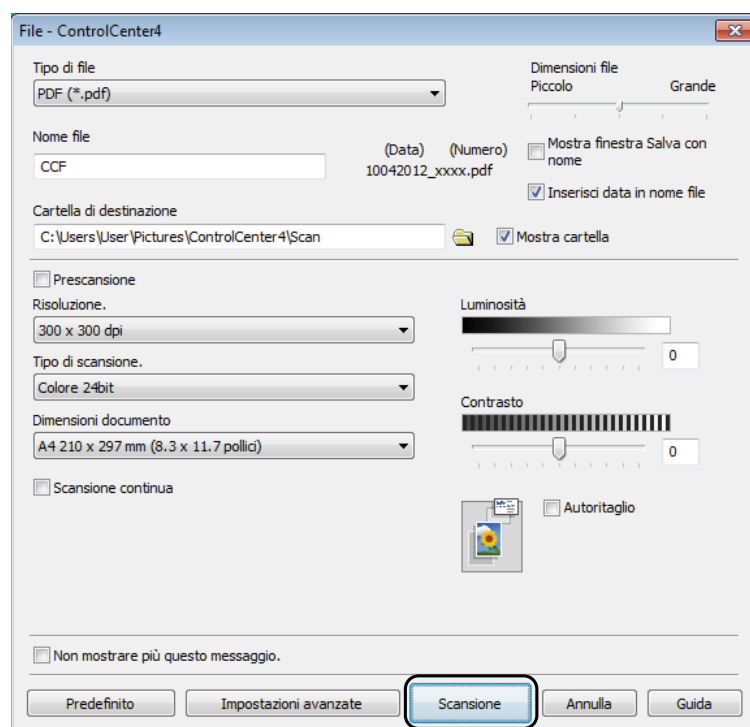 File - ControlCenter4
Tipo di file
PDF (*.pdf)
Dimensioni file
Piccolo Grande
Nome file
CCF
(Data) (Numero)
10042012_xxxx.pdf
Mostra finestra Salva con
nome
Inserisci data in nome file
Cartella di destinazione
C:\Users\User\Pictures\ControlCenter4\Scan
Mostra cartella
Prescansione
Risoluzione.
300 x 300 dpi
Tipo di scansione.
Colore 24bit
Dimensioni documento
A4 210 x 297 mm (8.3 x 11.7 pollici)
Scansione continua
Luminosità
0
Contrasto
0
Autoritaglio
Non mostrare più questo messaggio.
Predefinito Impostazioni avanzate Scansione Annulla Guida